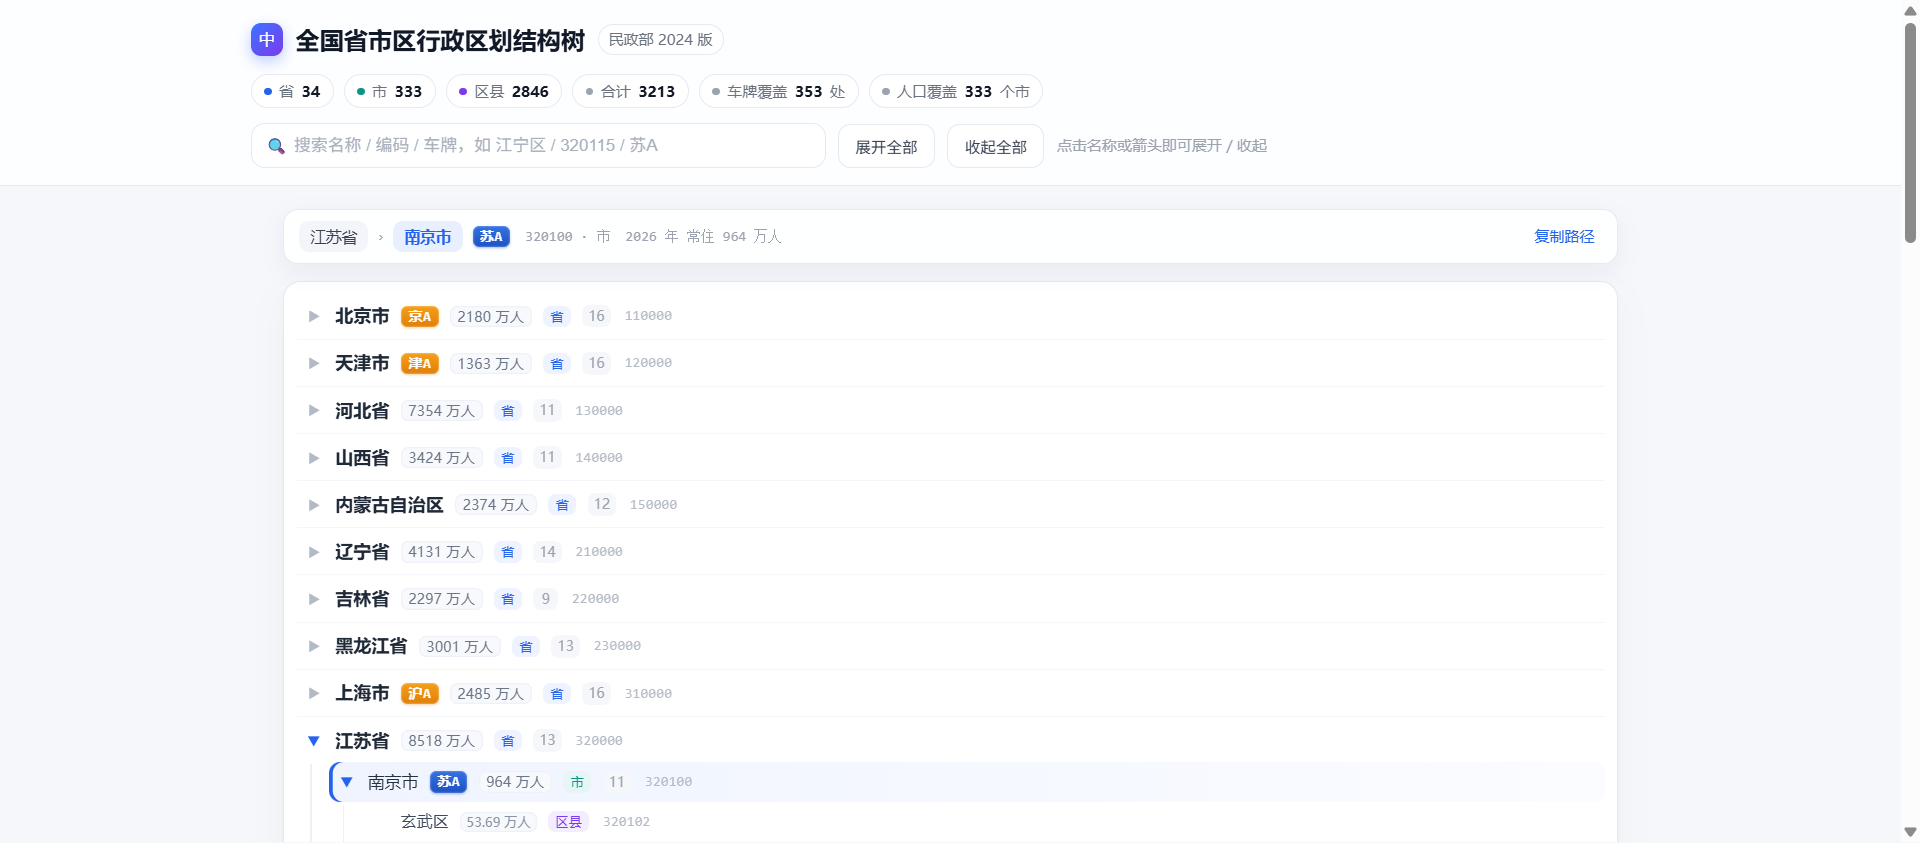 中 全国省市区行政区划结构树 民政部 2024 版
省 34 市 333 区县 2846 合计 3213 车牌覆盖 353 处 人口覆盖 333 个市
搜索名称 / 编码 / 车牌，如 江宁区 / 320115 / 苏A 展开全部 收起全部 点击名称或箭头即可展开 / 收起
江苏省 › 南京市 苏A 320100 · 市 2026 年 常住 964 万人 复制路径
北京市 京A 2180 万人 省 16 110000
天津市 津A 1363 万人 省 16 120000
河北省 7354 万人 省 11 130000
山西省 3424 万人 省 11 140000
内蒙古自治区 2374 万人 省 12 150000
辽宁省 4131 万人 省 14 210000
吉林省 2297 万人 省 9 220000
黑龙江省 3001 万人 省 13 230000
上海市 沪A 2485 万人 省 16 310000
江苏省 8518 万人 省 13 320000
南京市 苏A 964 万人 市 11 320100
玄武区 53.69 万人 区县 320102